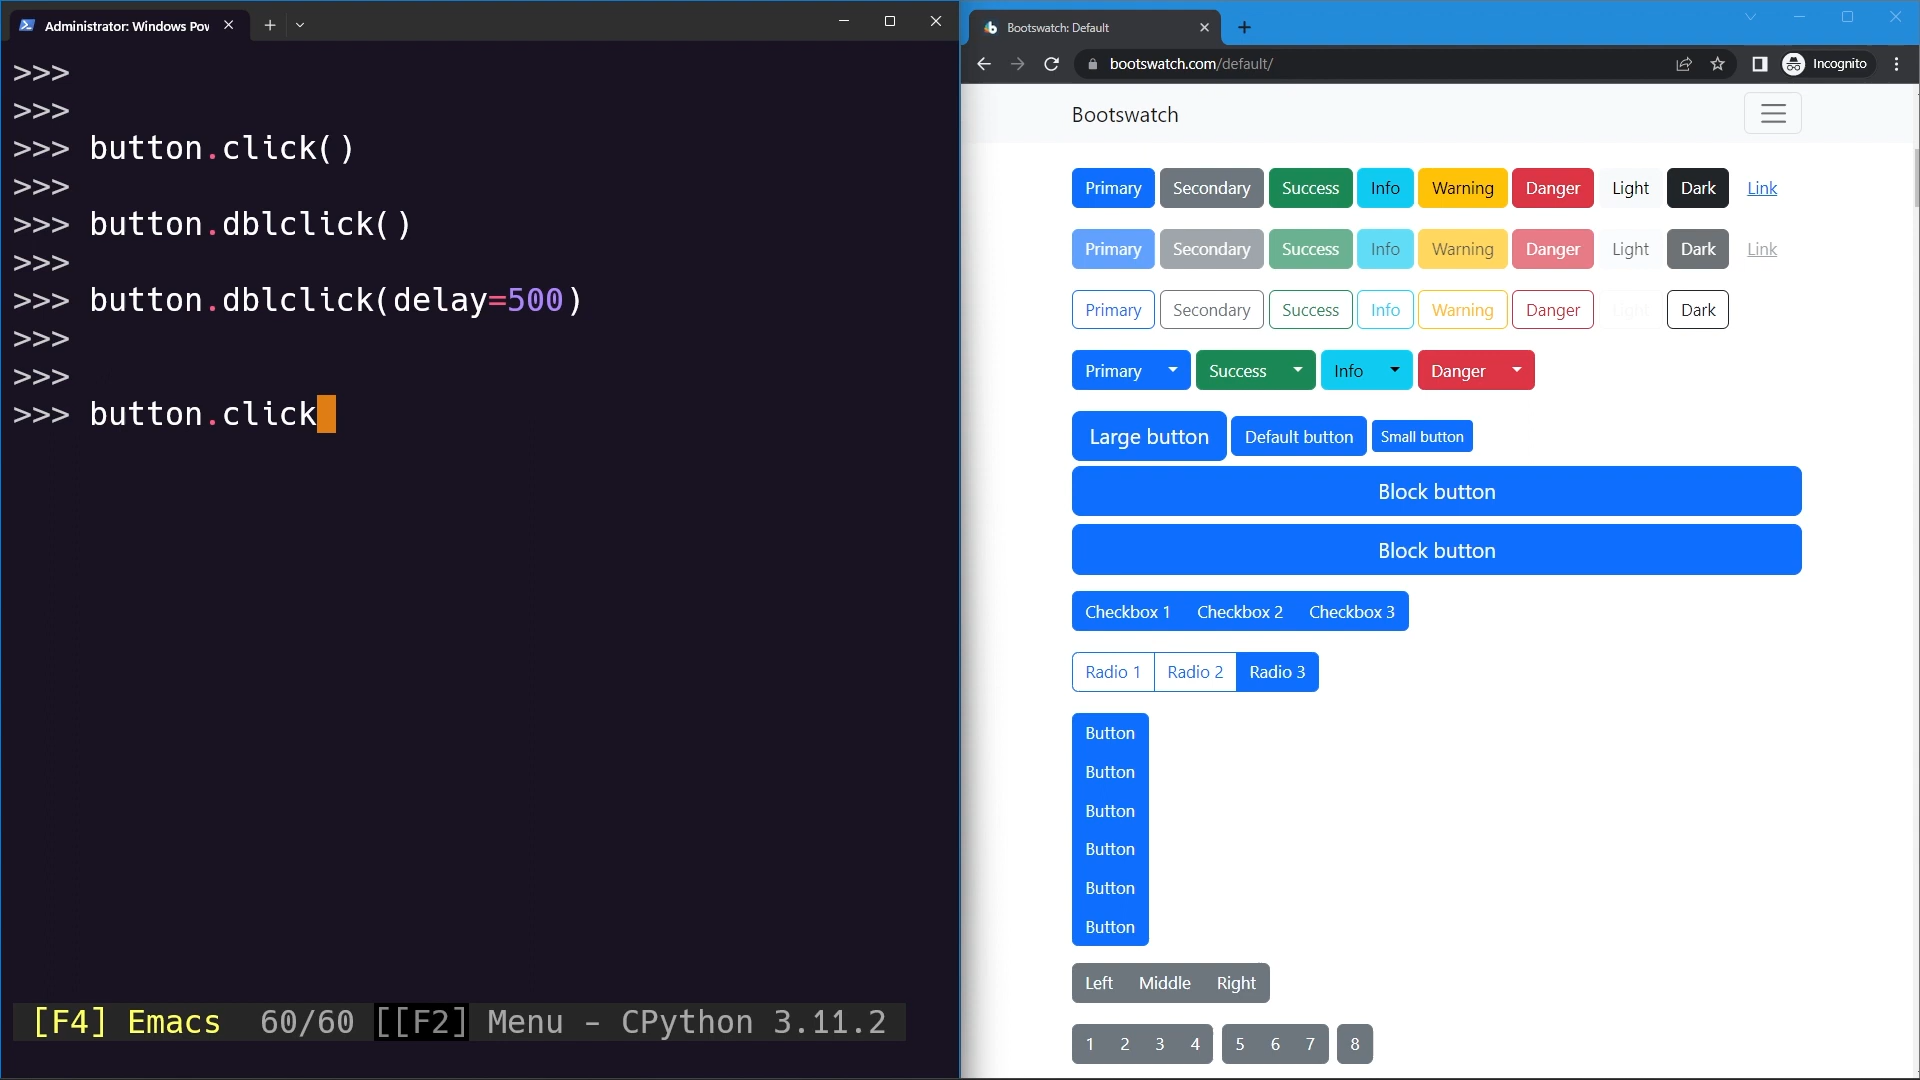 Administrator: Windows Pow
>>>
>>>
>>> button.click()
>>>
>>> button.dblclick()
>>>
>>> button.dblclick(delay=500)
>>>
>>>
>>> button.click
[F4] Emacs 60/60 [[F2] Menu - CPython 3.11.2
Bootswatch: Default
bootswatch.com/default/
Incognito
Bootswatch
Primary Secondary Success Info Warning Danger Light Dark Link
Primary Secondary Success Info Warning Danger Light Dark Link
Primary Secondary Success Info Warning Danger Light Dark
Primary Success Info Danger
Large button Default button Small button
Block button
Block button
Checkbox 1 Checkbox 2 Checkbox 3
Radio 1 Radio 2 Radio 3
Button
Button
Button
Button
Button
Button
Left Middle Right
1 2 3 4 5 6 7 8